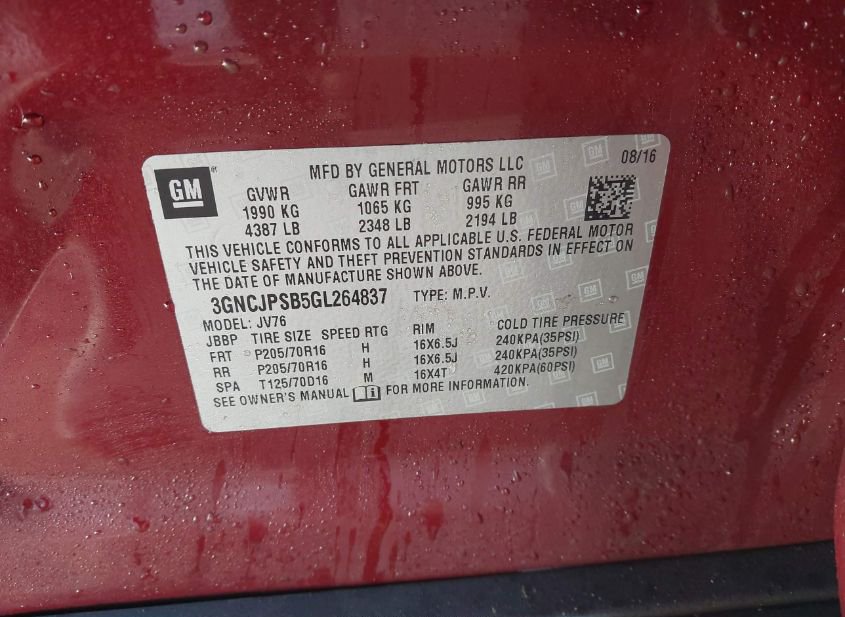 MFD BY GENERAL MOTORS LLC 08/16
GM GVWR GAWR FRT GAWR RR
1990 KG 1065 KG 995 KG
4387 LB 2348 LB 2194 LB
THIS VEHICLE CONFORMS TO ALL APPLICABLE U.S. FEDERAL MOTOR
VEHICLE SAFETY AND THEFT PREVENTION STANDARDS IN EFFECT ON
THE DATE OF MANUFACTURE SHOWN ABOVE.
3GNCJPSB5GL264837 TYPE: M.P.V.
MODEL: JV76
JBBP TIRE SIZE SPEED RTG RIM COLD TIRE PRESSURE
FRT P205/70R16 H 16X6.5J 240KPA(35PSI)
RR P205/70R16 H 16X6.5J 240KPA(35PSI)
SPA T125/70D16 M 16X4T 420KPA(60PSI)
SEE OWNER'S MANUAL FOR MORE INFORMATION.